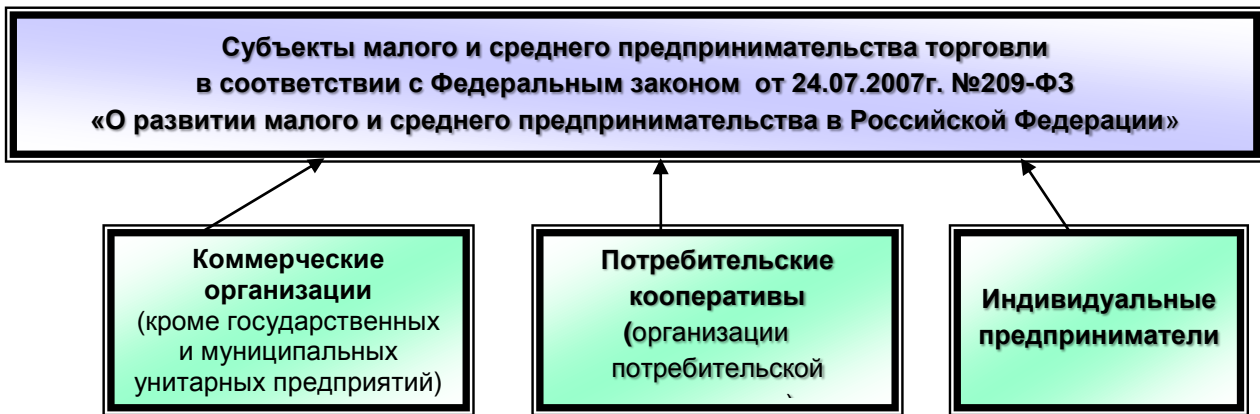 Субъекты малого и среднего предпринимательства торговли
в соответствии с Федеральным законом от 24.07.2007г. №209-ФЗ
«О развитии малого и среднего предпринимательства в Российской Федерации»
Коммерческие
организации
(кроме государственных
и муниципальных
унитарных предприятий)
Потребительские
кооперативы
(организации
потребительской
Индивидуальные
предприниматели